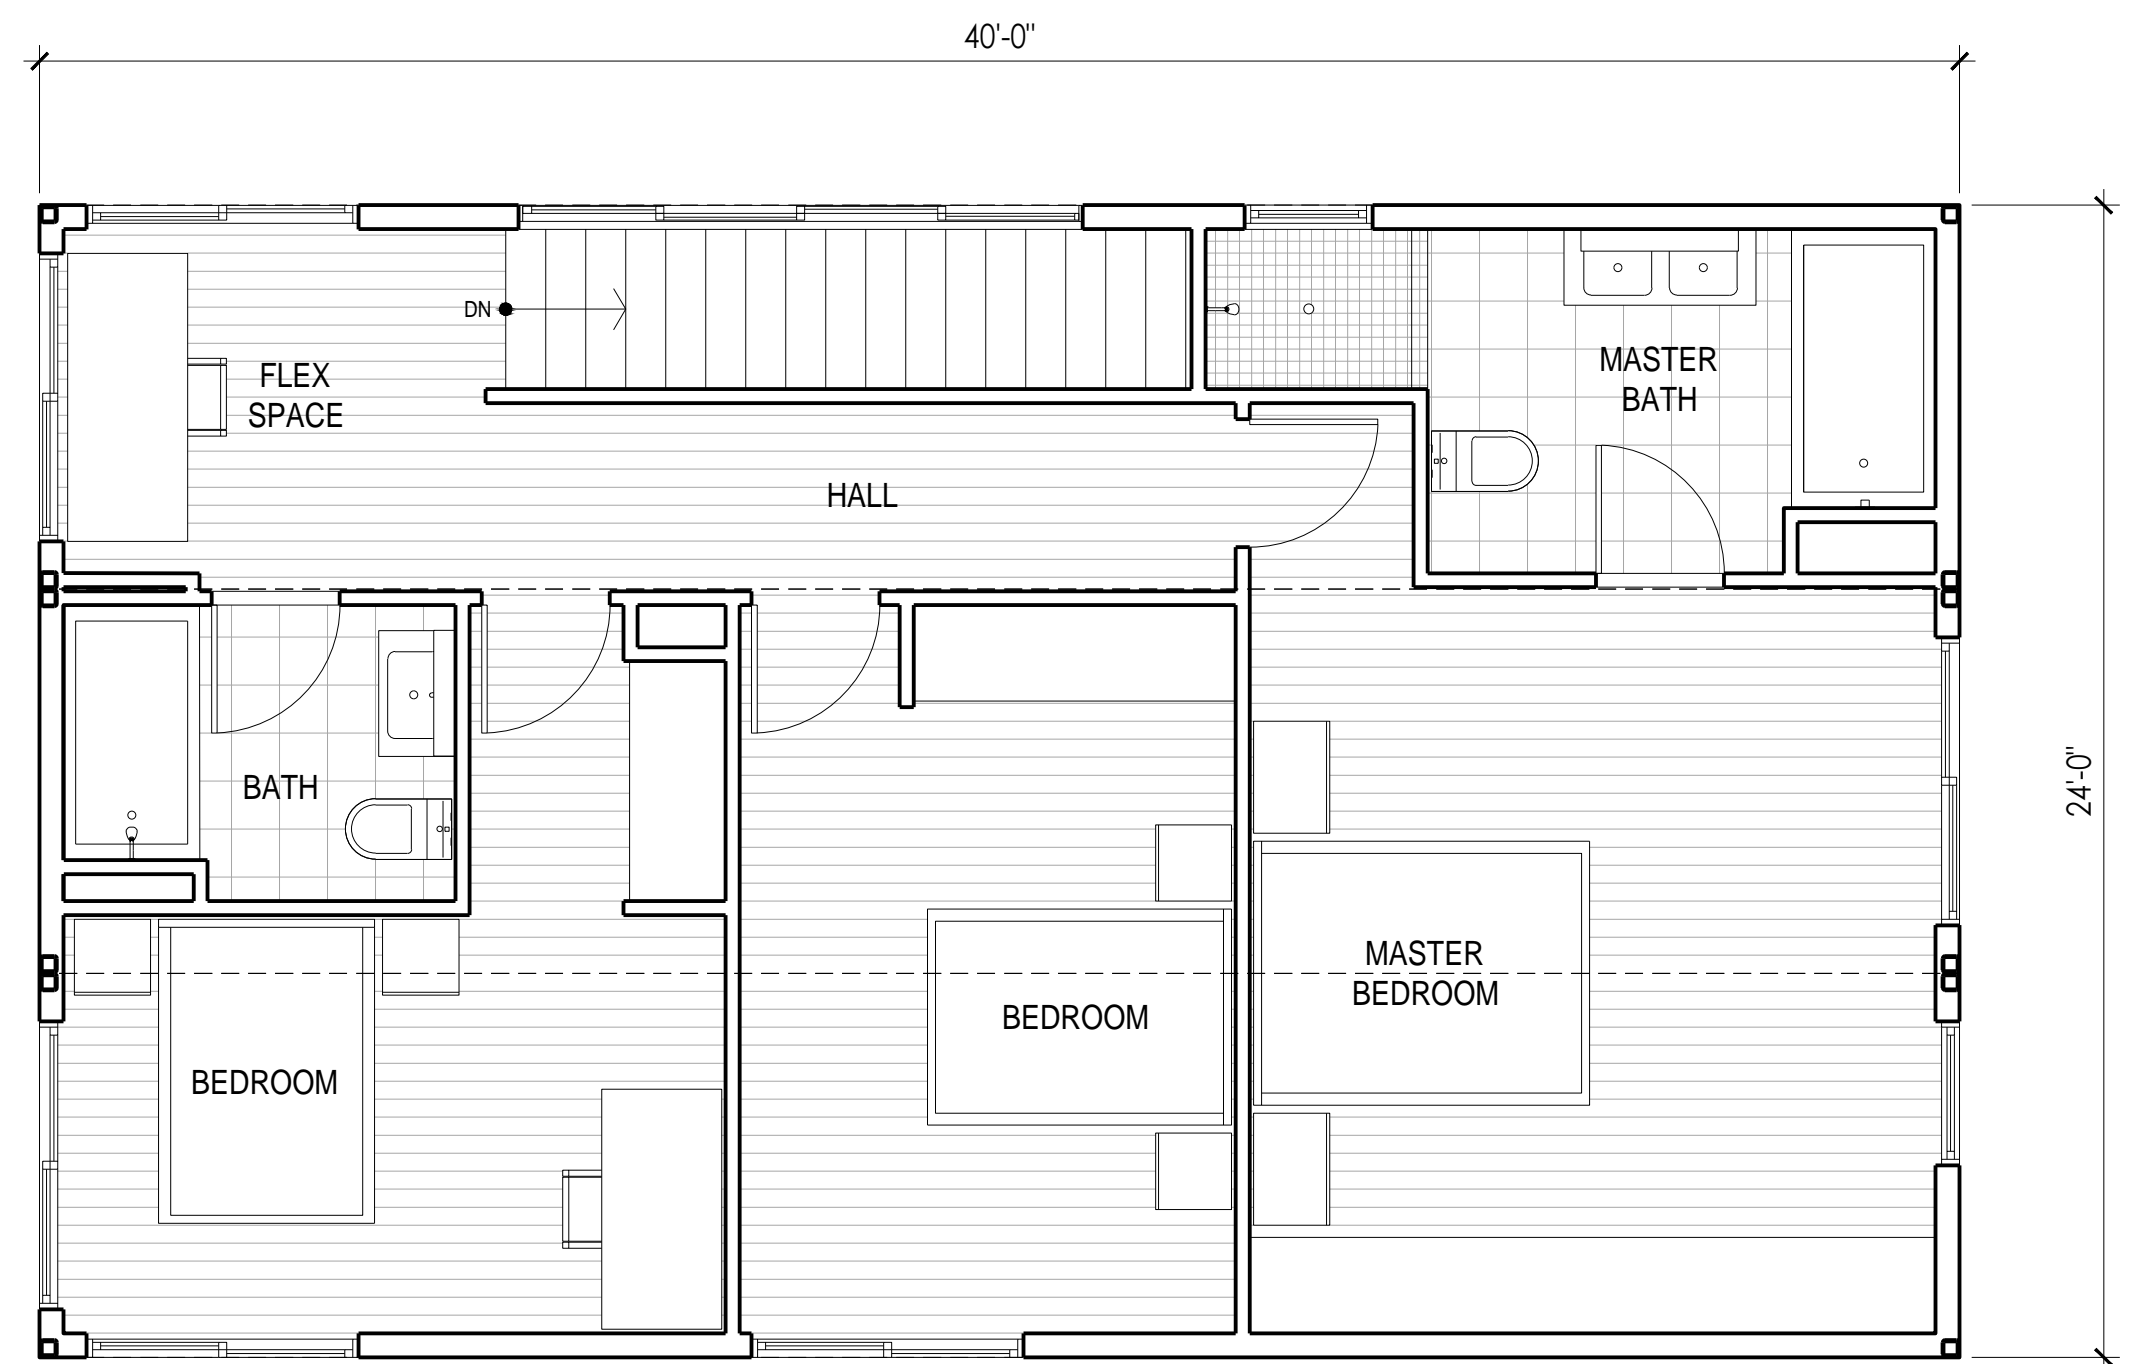 40'-0"
DN
FLEX
SPACE
MASTER
BATH
HALL
24'-0"
BATH
MASTER
BEDROOM
BEDROOM
BEDROOM